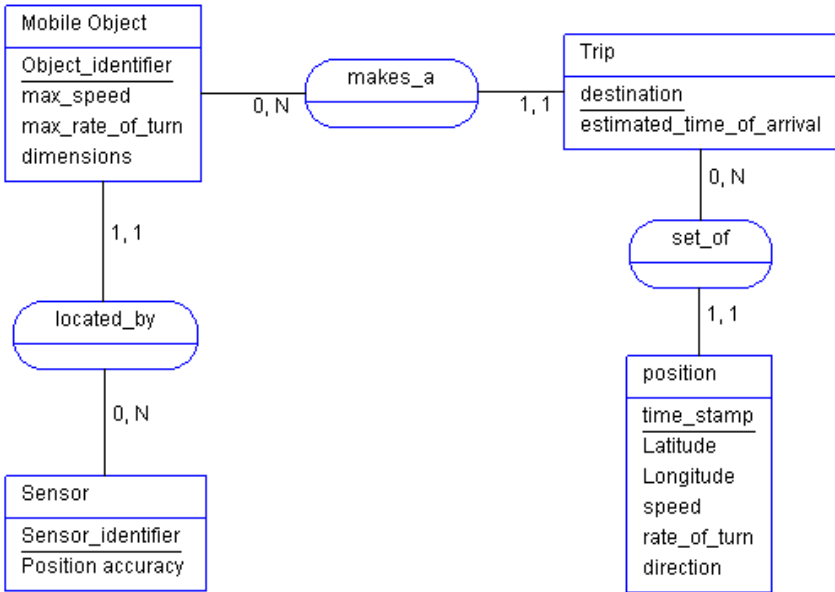 Mobile Object
Object_identifier
max_speed
max_rate_of_turn
dimensions
0, N
makes_a
1, 1
Trip
destination
estimated_time_of_arrival
1, 1
located_by
0, N
Sensor
Sensor_identifier
Position accuracy
0, N
set_of
1, 1
position
time_stamp
Latitude
Longitude
speed
rate_of_turn
direction